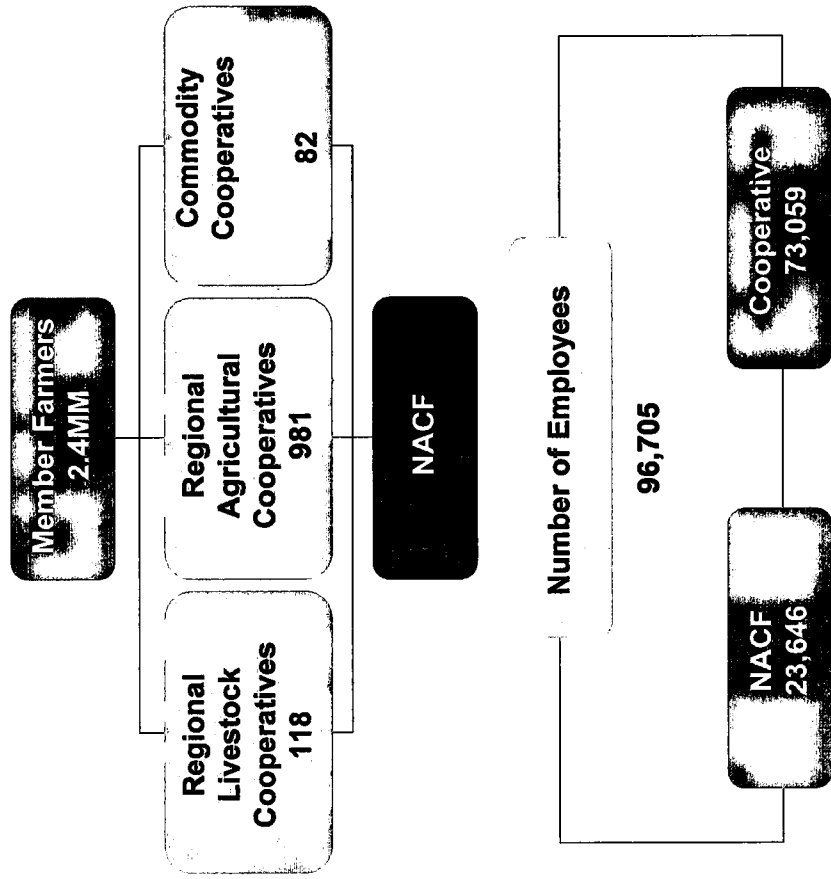 Member Farmers
2.4MM
Regional
Livestock
Cooperatives
118
Regional
Agricultural
Cooperatives
981
Commodity
Cooperatives
82
NACF
Number of Employees
96,705
NACF
23,646
Cooperative
73,059